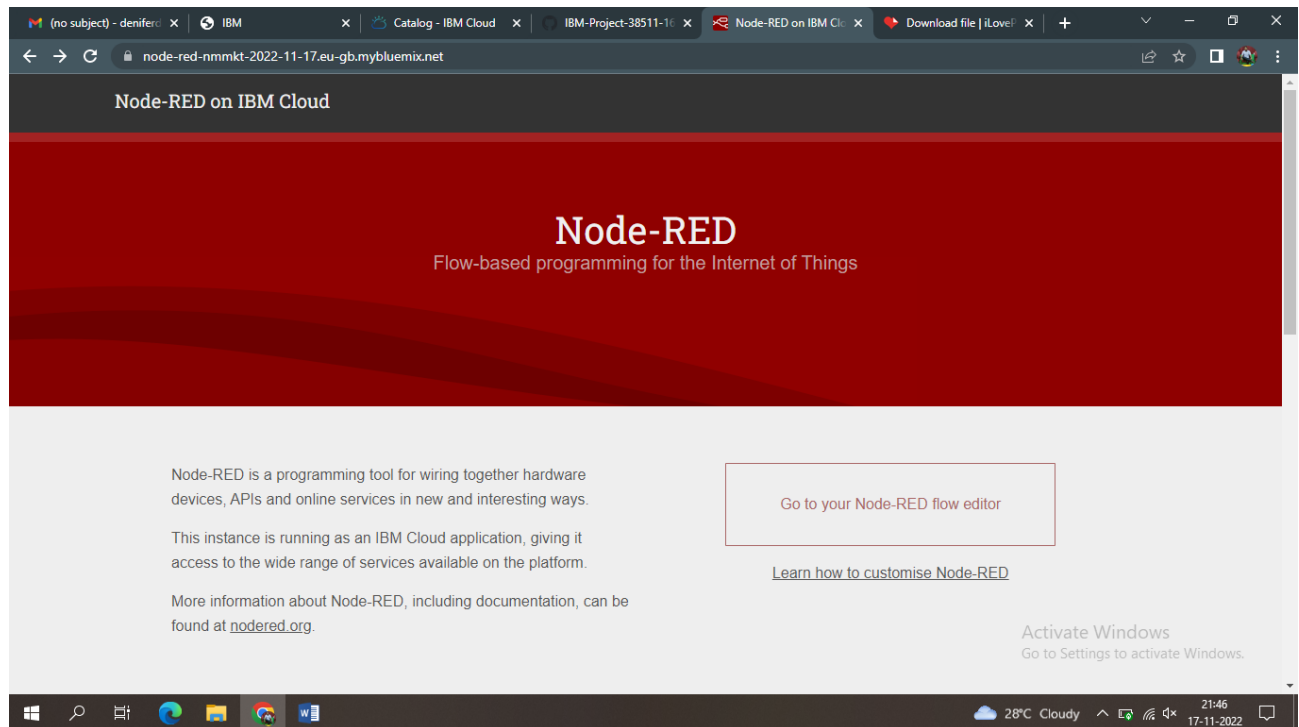 (no subject) - deniferd
IBM
Catalog - IBM Cloud
IBM-Project-38511-16
Node-RED on IBM Clo
Download file | iLoveP
node-red-nmmkt-2022-11-17.eu-gb.mybluemix.net
Node-RED on IBM Cloud
Node-RED
Flow-based programming for the Internet of Things
Node-RED is a programming tool for wiring together hardware
devices, APIs and online services in new and interesting ways.
This instance is running as an IBM Cloud application, giving it
access to the wide range of services available on the platform.
More information about Node-RED, including documentation, can be
found at nodered.org.
Go to your Node-RED flow editor
Learn how to customise Node-RED
Activate Windows
Go to Settings to activate Windows.
28°C Cloudy
21:46
17-11-2022